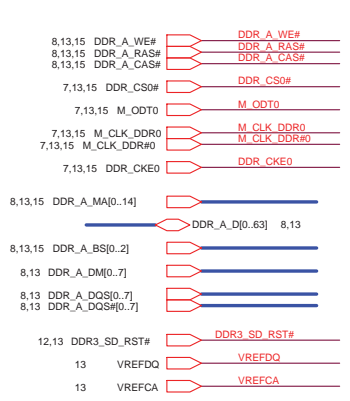 8,13,15 DDR_A_WE# DDR_A_WE#
8,13,15 DDR_A_RAS# DDR_A_RAS#
8,13,15 DDR_A_CAS# DDR_A_CAS#
7,13,15 DDR_CS0# DDR_CS0#
7,13,15 M_ODT0 M_ODT0
7,13,15 M_CLK_DDR0 M_CLK_DDR0
7,13,15 M_CLK_DDR#0 M_CLK_DDR#0
7,13,15 DDR_CKE0 DDR_CKE0
8,13,15 DDR_A_MA[0..14]
DDR_A_D[0..63] 8,13
8,13,15 DDR_A_BS[0..2]
8,13 DDR_A_DM[0..7]
8,13 DDR_A_DQS[0..7]
8,13 DDR_A_DQS#[0..7]
12,13 DDR3_SD_RST# DDR3_SD_RST#
13 VREFDQ VREFDQ
13 VREFCA VREFCA